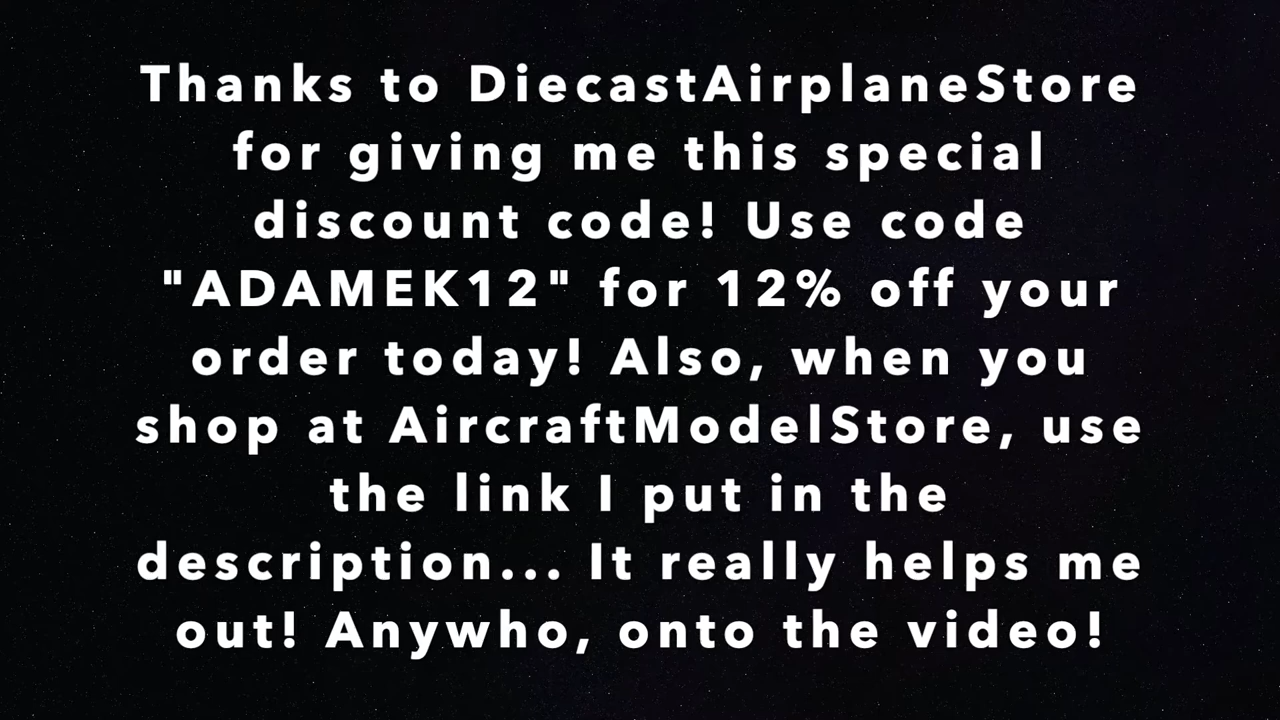 Thanks to DiecastAirplaneStore
for giving me this special
discount code! Use code
"ADAMEK12" for 12% off your
order today! Also, when you
shop at AircraftModelStore, use
the link I put in the
description... It really helps me
out! Anywho, onto the video!